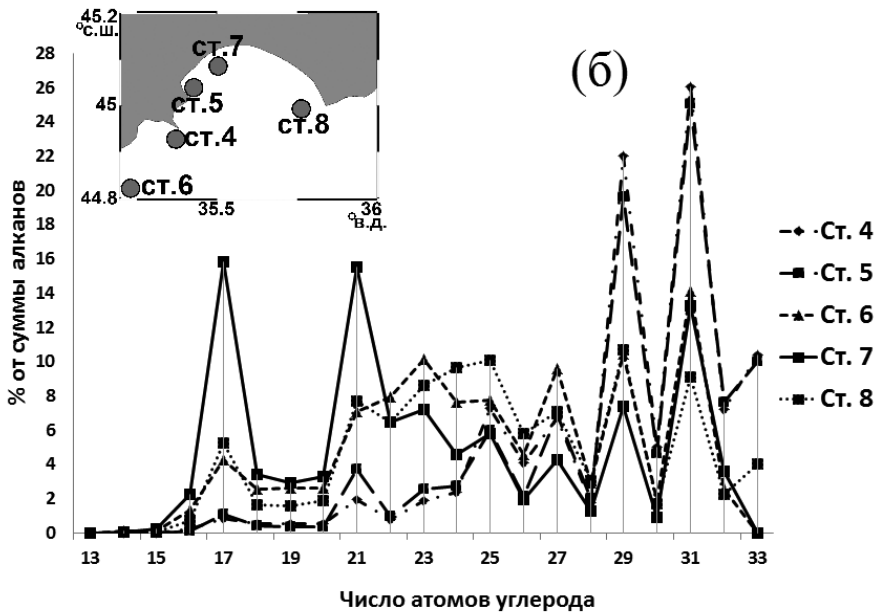 45.2
°с.ш.
45
44.8
35.5
36
°в.д.
ст.7
ст.5
ст.8
ст.4
ст.6
(б)
% от суммы алканов
28
26
24
22
20
18
16
14
12
10
8
6
4
2
0
13 15 17 19 21 23 25 27 29 31 33
Число атомов углерода
Ст. 4
Ст. 5
Ст. 6
Ст. 7
Ст. 8